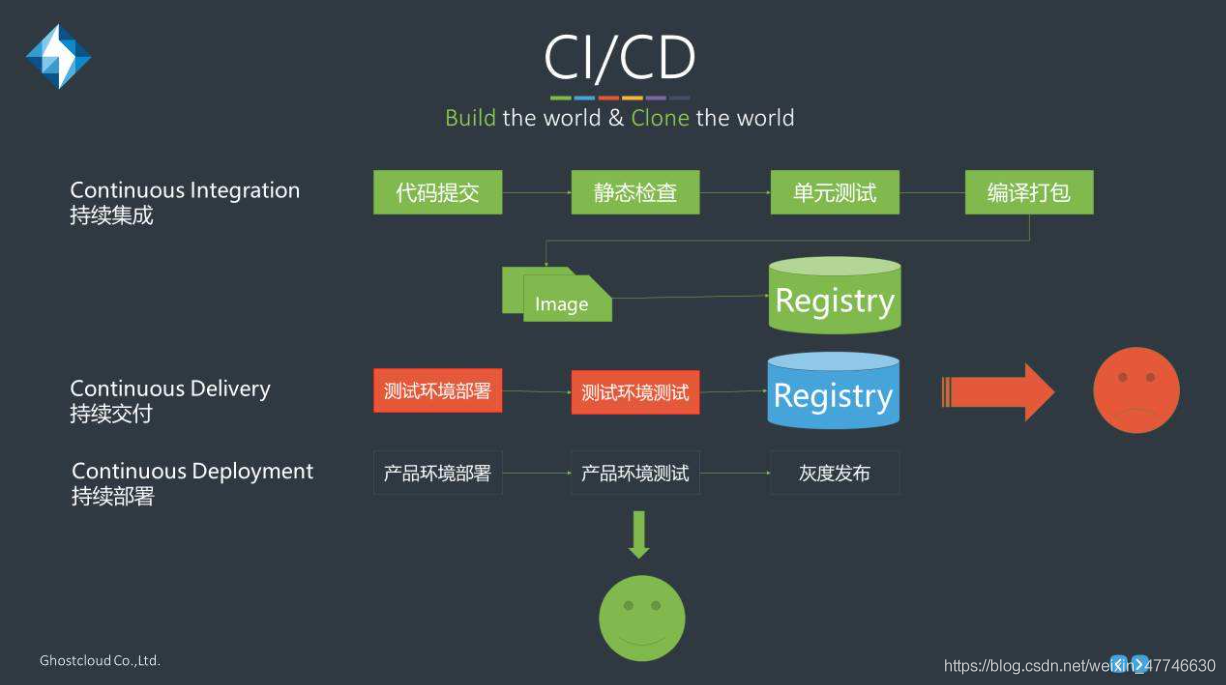 CI/CD
Build the world & Clone the world
Continuous Integration
持续集成
代码提交
静态检查
单元测试
编译打包
Image
Registry
Continuous Delivery
持续交付
测试环境部署
测试环境测试
Registry
Continuous Deployment
持续部署
产品环境部署
产品环境测试
灰度发布
Ghostcloud Co.,Ltd.
https://blog.csdn.net/weixin_47746630